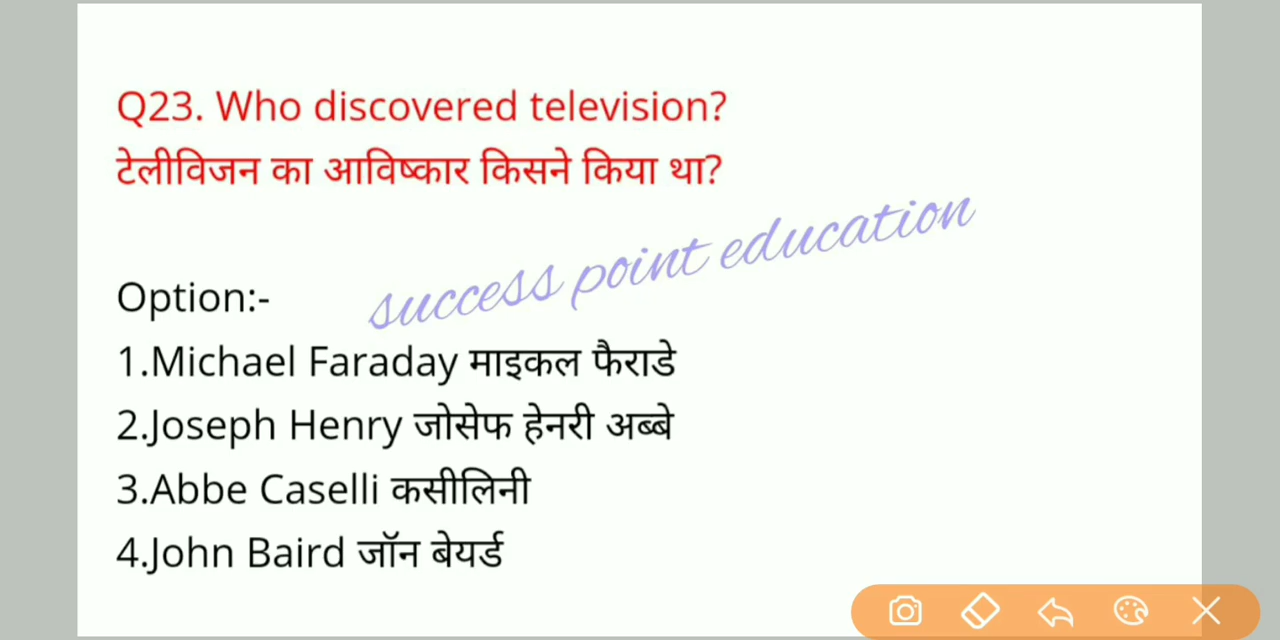 Q23. Who discovered television?
टेलीविजन का आविष्कार किसने किया था?
success point education
Option:-
1.Michael Faraday माइकल फैराडे
2.Joseph Henry जोसेफ हेनरी अब्बे
3.Abbe Caselli कसीलिनी
4.John Baird जॉन बेयर्ड